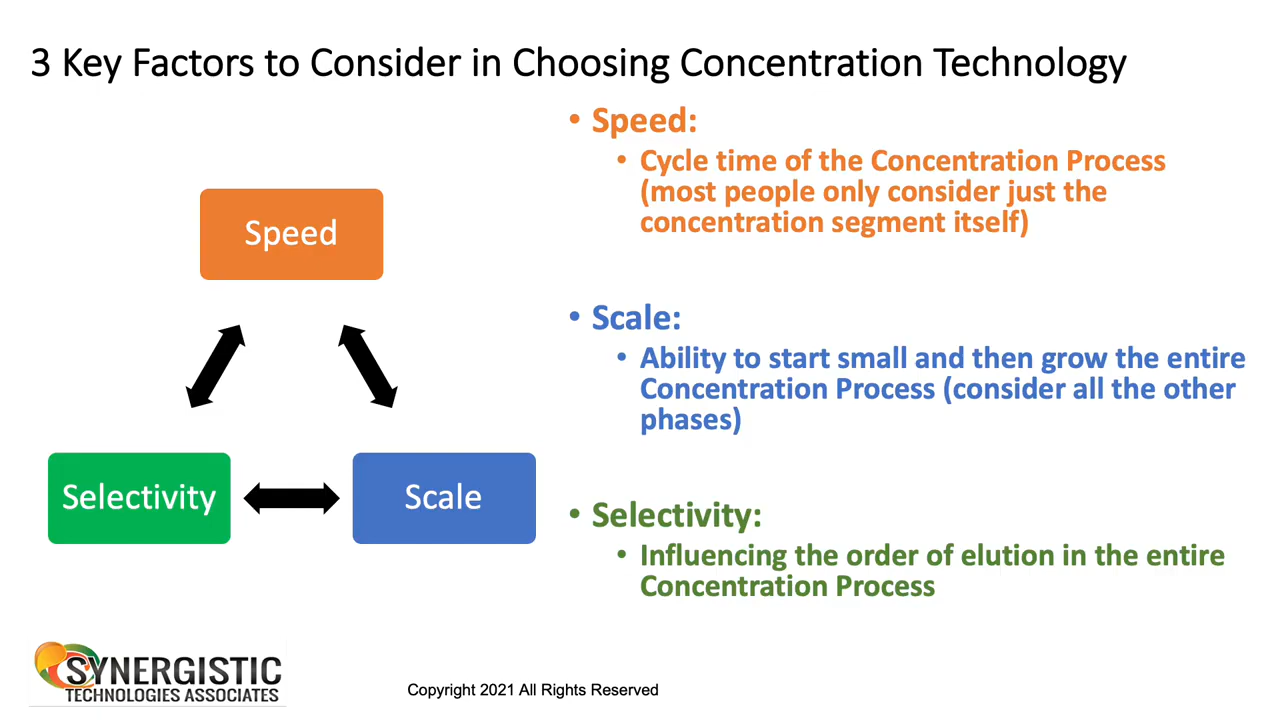 3 Key Factors to Consider in Choosing Concentration Technology
Speed
Selectivity
Scale
• Speed:
• Cycle time of the Concentration Process
(most people only consider just the
concentration segment itself)
• Scale:
• Ability to start small and then grow the entire
Concentration Process (consider all the other
phases)
• Selectivity:
• Influencing the order of elution in the entire
Concentration Process
SYNERGISTIC
TECHNOLOGIES ASSOCIATES
Copyright 2021 All Rights Reserved